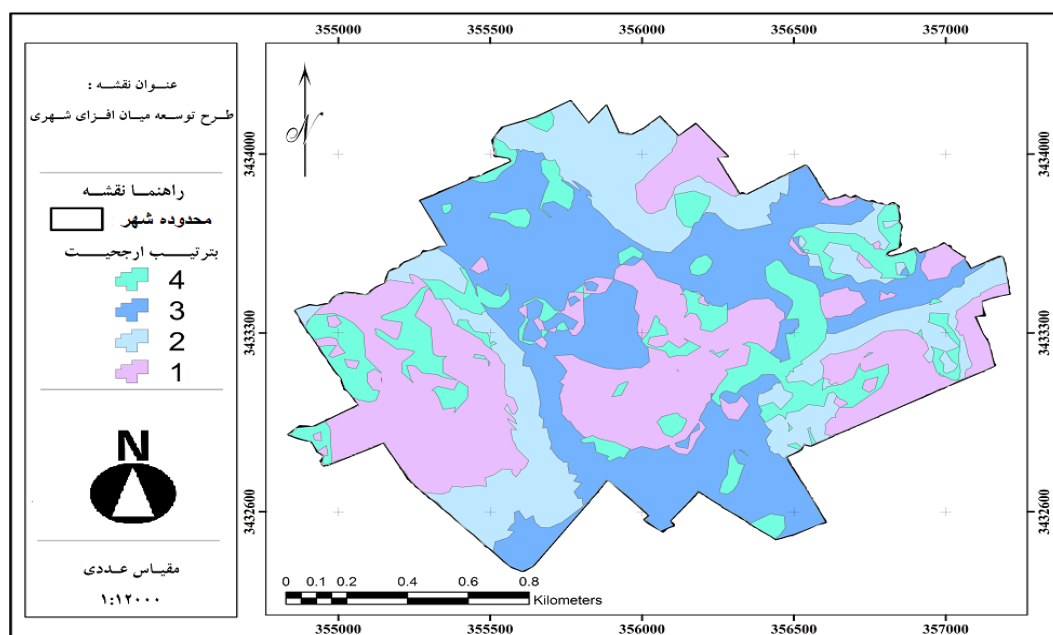 عنوان نقشه :
طرح توسعه میان افزای شهری
راهنما نقشه
محدوده شهر
بترتیب ارجحیت
4
3
2
1
N
مقیاس عددی
۱:۱۲۰۰۰
355000 355500 356000 356500 357000
3434000 3434000
3433300 3433300
3432600 3432600
N
0 0.1 0.2 0.4 0.6 0.8
Kilometers
355000 355500 356000 356500 357000